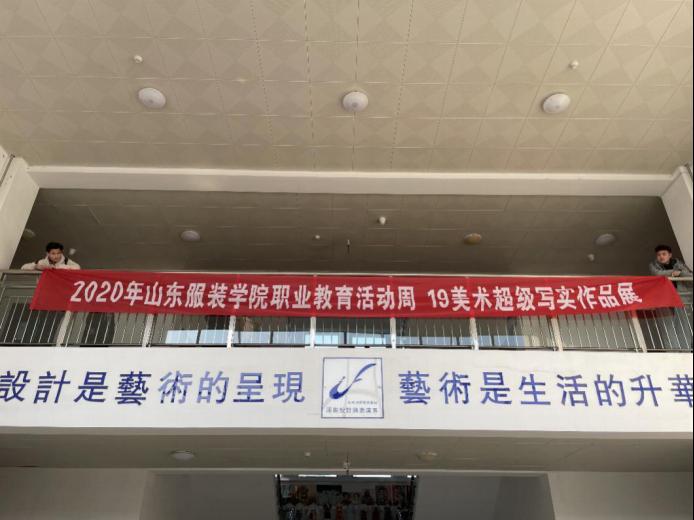 2020年山东服装学院职业教育活动周 19美术超级写实作品展
設計是藝術的呈現
藝術是生活的升華